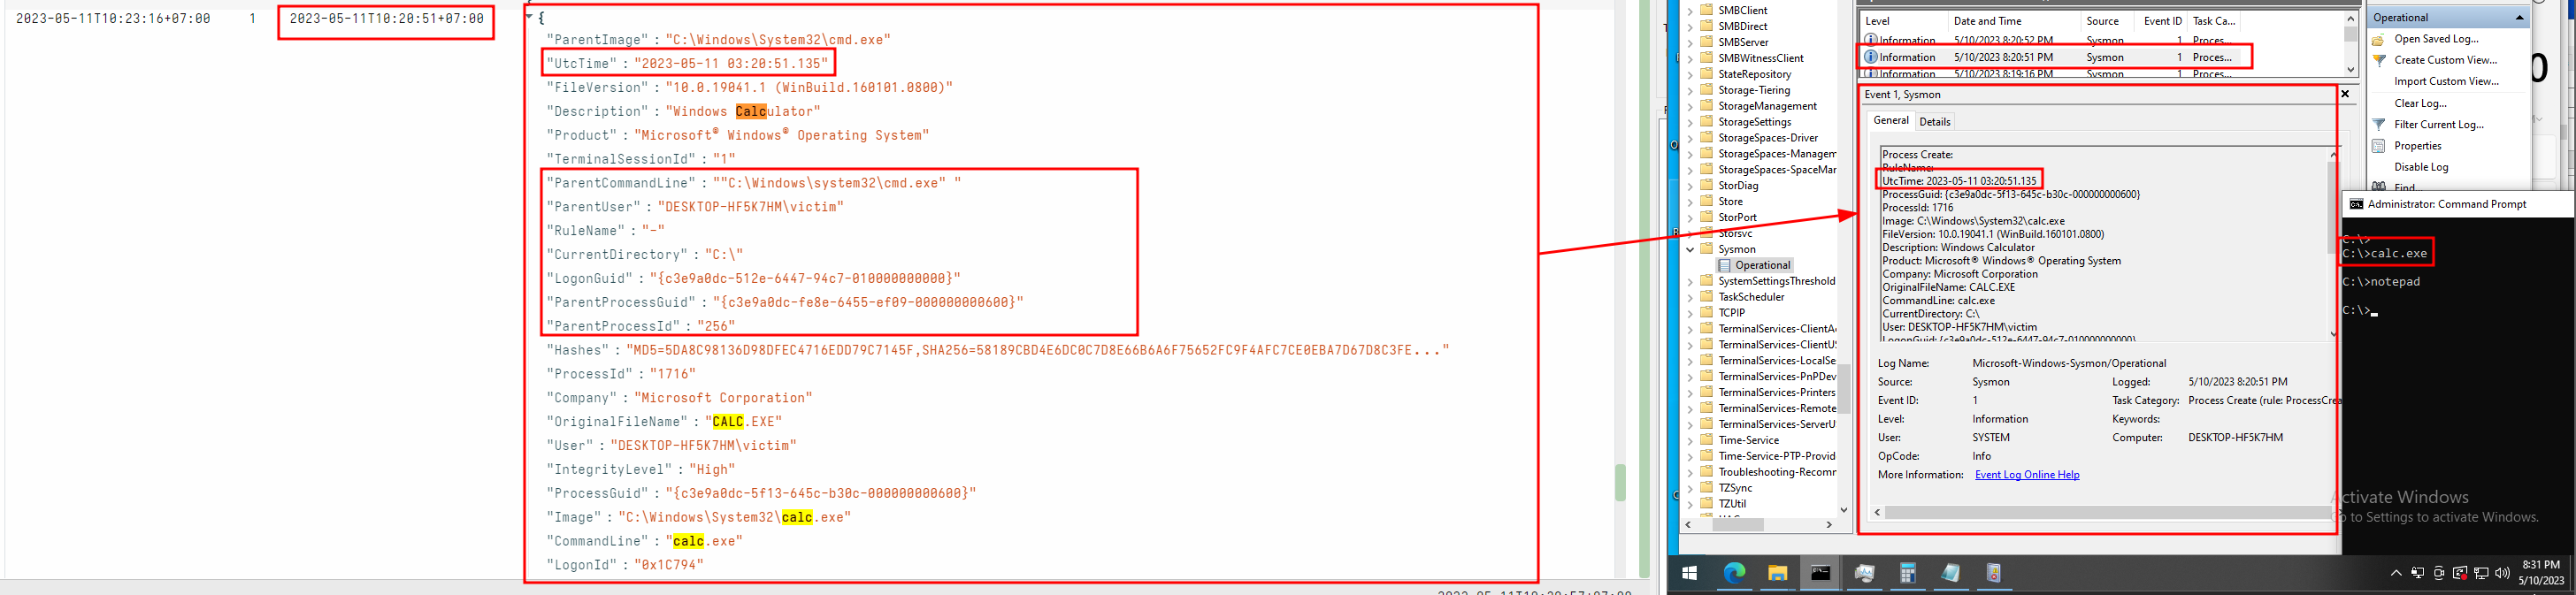 2023-05-11T10:23:16+07:00 1 2023-05-11T10:20:51+07:00
{
"ParentImage" : "C:\Windows\System32\cmd.exe"
"UtcTime" : "2023-05-11 03:20:51.135"
"FileVersion" : "10.0.19041.1 (WinBuild.160101.0800)"
"Description" : "Windows Calculator"
"Product" : "Microsoft® Windows® Operating System"
"TerminalSessionId" : "1"
"ParentCommandLine" : ""C:\Windows\system32\cmd.exe" "
"ParentUser" : "DESKTOP-HF5K7HM\victim"
"RuleName" : "-"
"CurrentDirectory" : "C:\"
"LogonGuid" : "{c3e9a0dc-512e-6447-94c7-010000000000}"
"ParentProcessGuid" : "{c3e9a0dc-fe8e-6455-ef09-000000000600}"
"ParentProcessId" : "256"
"Hashes" : "MD5=5DA8C98136D98DFEC4716EDD79C7145F,SHA256=58189CBD4E6DC0C7D8E66B6A6F75652FC9F4AFC7CE0EBA7D67D8C3FE..."
"ProcessId" : "1716"
"Company" : "Microsoft Corporation"
"OriginalFileName" : "CALC.EXE"
"User" : "DESKTOP-HF5K7HM\victim"
"IntegrityLevel" : "High"
"ProcessGuid" : "{c3e9a0dc-5f13-645c-b30c-000000000600}"
"Image" : "C:\Windows\System32\calc.exe"
"CommandLine" : "calc.exe"
"LogonId" : "0x1C794"
SMBClient
SMBDirect
SMBServer
SMBWitnessClient
StateRepository
Storage-Tiering
StorageManagement
StorageSettings
StorageSpaces-Driver
StorageSpaces-Managem
StorageSpaces-SpaceMar
StorDiag
Store
StorPort
Storsvc
Sysmon
Operational
SystemSettingsThreshold
TaskScheduler
TCPIP
TerminalServices-ClientAc
TerminalServices-ClientUS
TerminalServices-LocalSe
TerminalServices-PnPDev
TerminalServices-Printers
TerminalServices-Remote
TerminalServices-ServerU
Time-Service
Time-Service-PTP-Provid
Troubleshooting-Recomr
TZSync
TZUtil
Level Date and Time Source Event ID Task Ca...
Information 5/10/2023 8:20:52 PM Sysmon 1 Proces...
Information 5/10/2023 8:20:51 PM Sysmon 1 Proces...
Information 5/10/2023 8:19:16 PM Sysmon 1 Proces...
Event 1, Sysmon
General Details
Process Create:
RuleName:
UtcTime: 2023-05-11 03:20:51.135
ProcessGuid: {c3e9a0dc-5f13-645c-b30c-000000000600}
ProcessId: 1716
Image: C:\Windows\System32\calc.exe
FileVersion: 10.0.19041.1 (WinBuild.160101.0800)
Description: Windows Calculator
Product: Microsoft® Windows® Operating System
Company: Microsoft Corporation
OriginalFileName: CALC.EXE
CommandLine: calc.exe
CurrentDirectory: C:\
User: DESKTOP-HF5K7HM\victim
LogonGuid: {c3e9a0dc-512e-6447-94c7-010000000000}
Log Name: Microsoft-Windows-Sysmon/Operational
Source: Sysmon Logged: 5/10/2023 8:20:51 PM
Event ID: 1 Task Category: Process Create (rule: ProcessCrea
Level: Information Keywords:
User: SYSTEM Computer: DESKTOP-HF5K7HM
OpCode: Info
More Information: Event Log Online Help
Operational
Open Saved Log...
Create Custom View...
Import Custom View...
Clear Log...
Filter Current Log...
Properties
Disable Log
Find...
Administrator: Command Prompt
C:\>
C:\>calc.exe
C:\>notepad
C:\>
Activate Windows
Go to Settings to activate Windows.
8:31 PM
5/10/2023